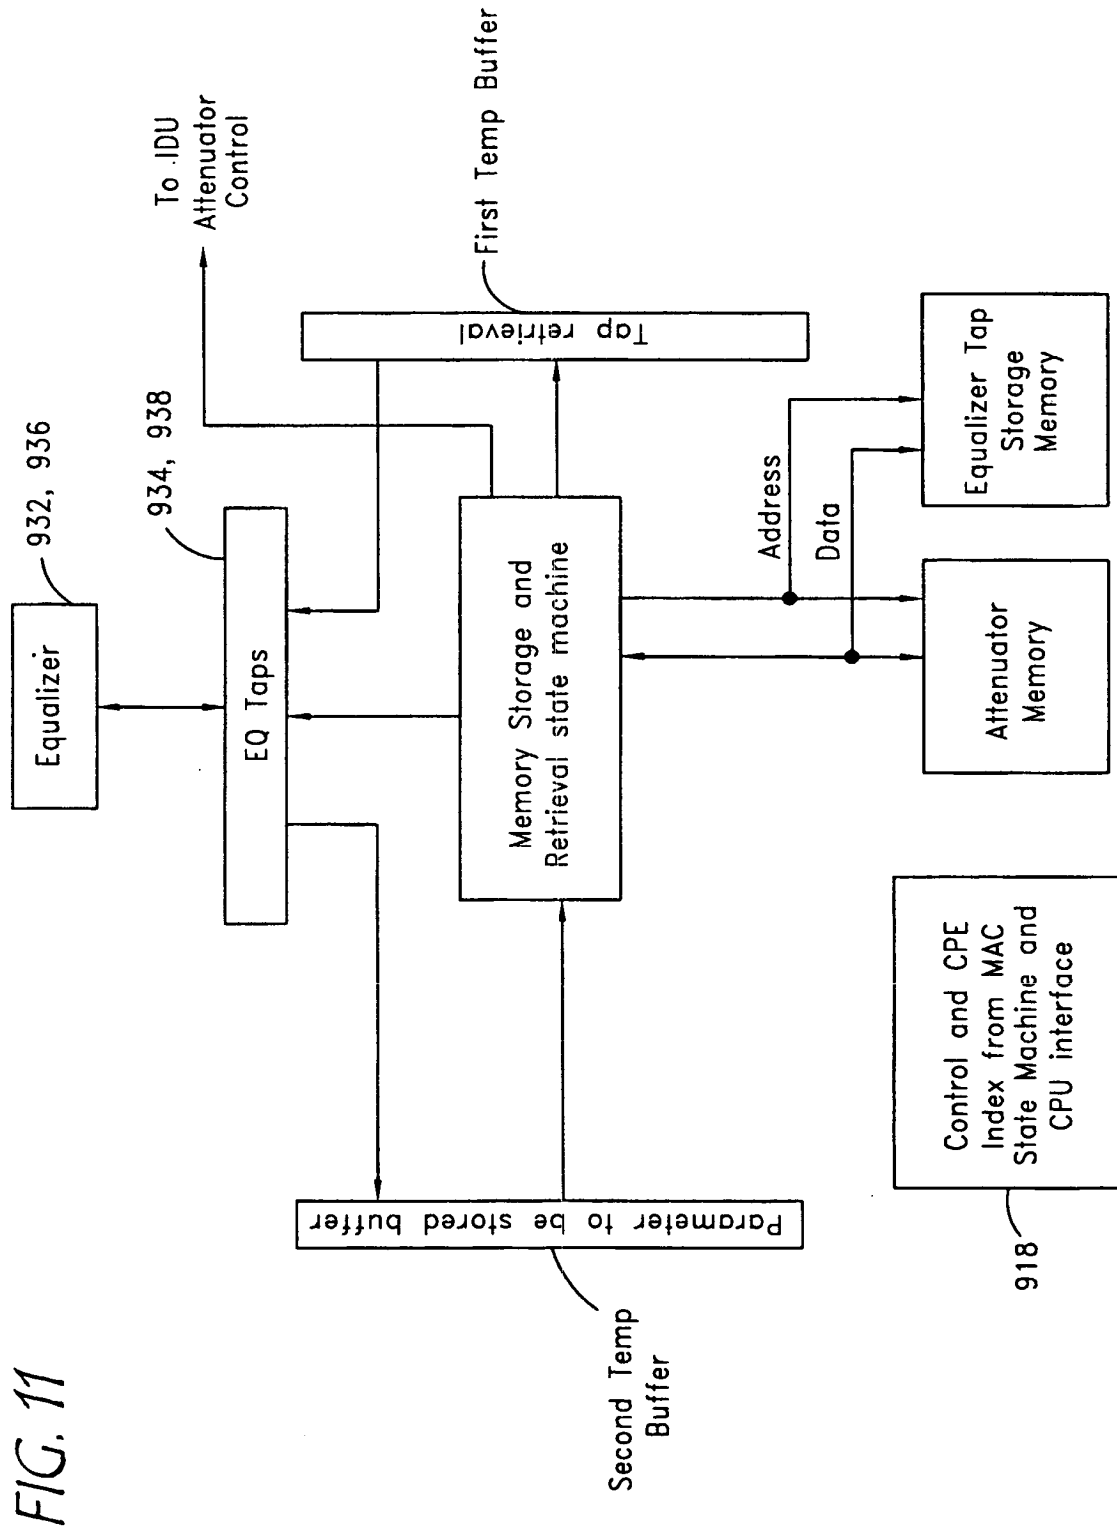 FIG. 11
Equalizer
932, 936
EQ Taps
934, 938
To IDU
Attenuator
Control
Second Temp
Buffer
Parameter to be stored buffer
Memory Storage and
Retrieval state machine
Tap retrieval
First Temp Buffer
Address
Data
918
Control and CPE
Index from MAC
State Machine and
CPU interface
Attenuator
Memory
Equalizer Tap
Storage
Memory